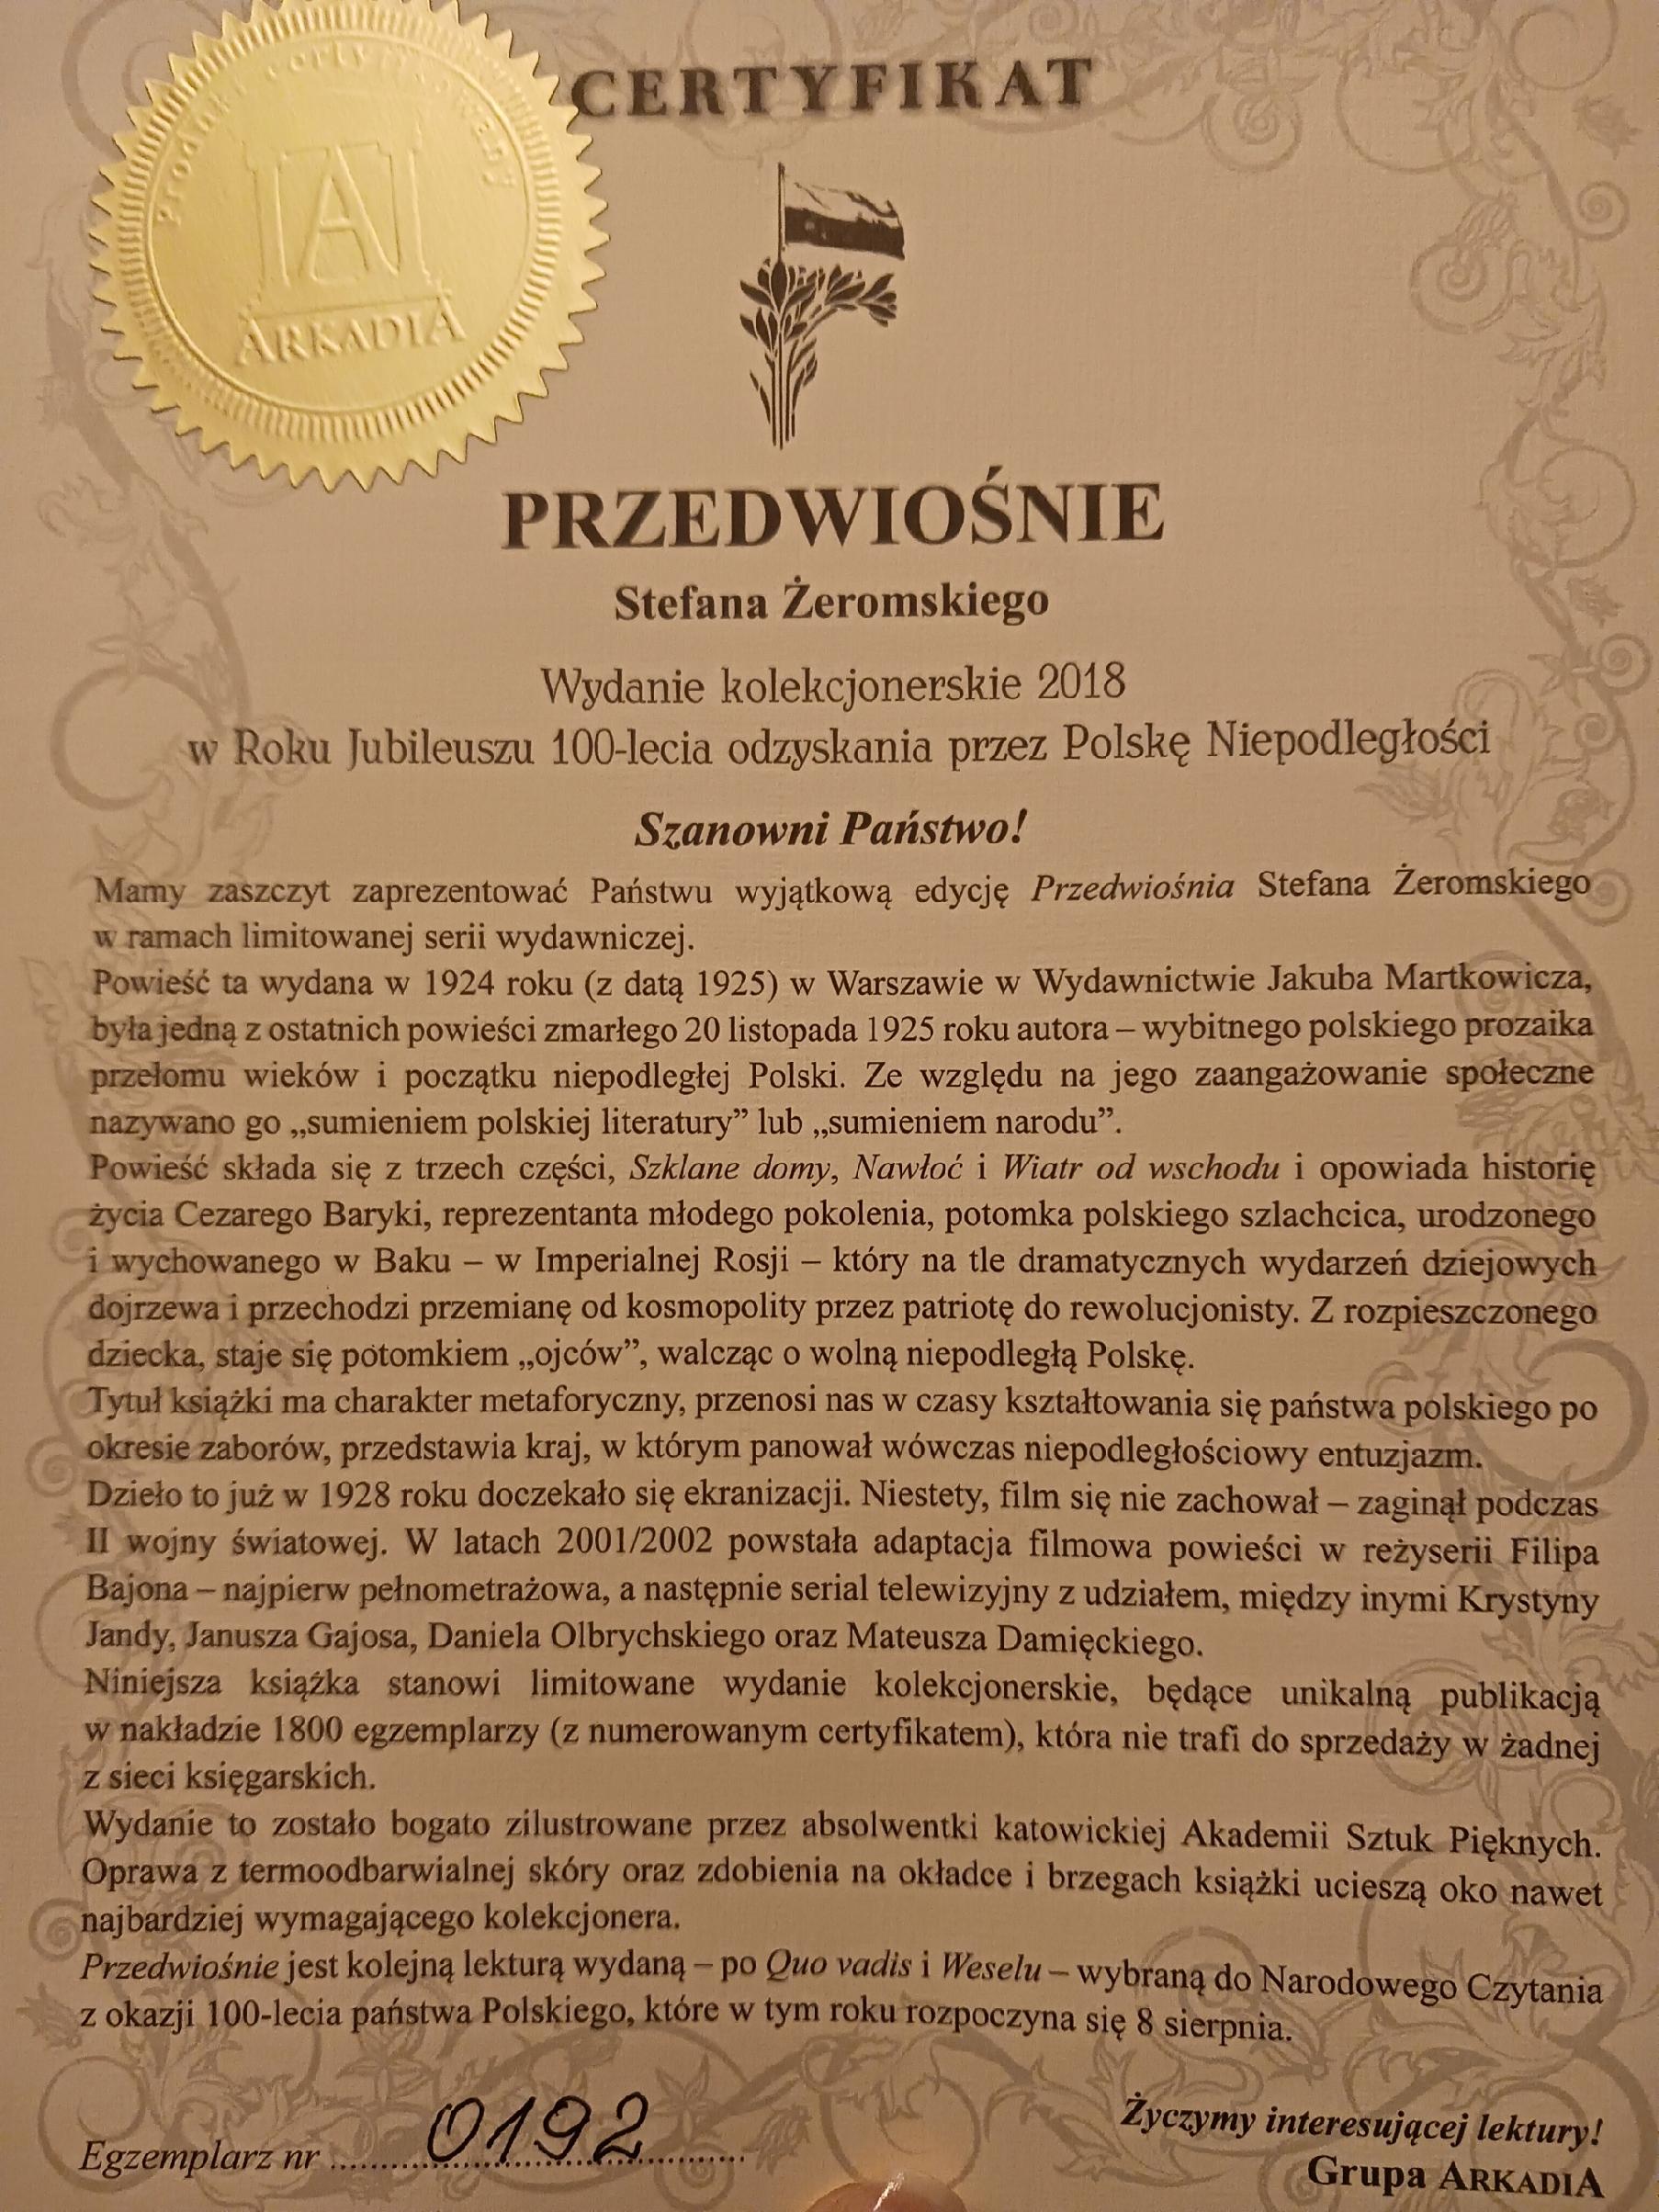 CERTYFIKAT
Produkt certyfikowany
ARKADIA
PRZEDWIOŚNIE
Stefana Żeromskiego
Wydanie kolekcjonerskie 2018
w Roku Jubileuszu 100-lecia odzyskania przez Polskę Niepodległości
Szanowni Państwo!
Mamy zaszczyt zaprezentować Państwu wyjątkową edycję Przedwiośnia Stefana Żeromskiego
w ramach limitowanej serii wydawniczej.
Powieść ta wydana w 1924 roku (z datą 1925) w Warszawie w Wydawnictwie Jakuba Martkowicza,
była jedną z ostatnich powieści zmarłego 20 listopada 1925 roku autora – wybitnego polskiego prozaika
przełomu wieków i początku niepodległej Polski. Ze względu na jego zaangażowanie społeczne
nazywano go „sumieniem polskiej literatury” lub „sumieniem narodu”.
Powieść składa się z trzech części, Szklane domy, Nawłoć i Wiatr od wschodu i opowiada historię
życia Cezarego Baryki, reprezentanta młodego pokolenia, potomka polskiego szlachcica, urodzonego
i wychowanego w Baku – w Imperialnej Rosji – który na tle dramatycznych wydarzeń dziejowych
dojrzewa i przechodzi przemianę od kosmopolity przez patriotę do rewolucjonisty. Z rozpieszczonego
dziecka, staje się potomkiem „ojców”, walcząc o wolną niepodległą Polskę.
Tytuł książki ma charakter metaforyczny, przenosi nas w czasy kształtowania się państwa polskiego po
okresie zaborów, przedstawia kraj, w którym panował wówczas niepodległościowy entuzjazm.
Dzieło to już w 1928 roku doczekało się ekranizacji. Niestety, film się nie zachował – zaginął podczas
II wojny światowej. W latach 2001/2002 powstała adaptacja filmowa powieści w reżyserii Filipa
Bajona – najpierw pełnometrażowa, a następnie serial telewizyjny z udziałem, między inymi Krystyny
Jandy, Janusza Gajosa, Daniela Olbrychskiego oraz Mateusza Damięckiego.
Niniejsza książka stanowi limitowane wydanie kolekcjonerskie, będące unikalną publikacją
w nakładzie 1800 egzemplarzy (z numerowanym certyfikatem), która nie trafi do sprzedaży w żadnej
z sieci księgarskich.
Wydanie to zostało bogato zilustrowane przez absolwentki katowickiej Akademii Sztuk Pięknych.
Oprawa z termoodbarwialnej skóry oraz zdobienia na okładce i brzegach książki ucieszą oko nawet
najbardziej wymagającego kolekcjonera.
Przedwiośnie jest kolejną lekturą wydaną – po Quo vadis i Weselu – wybraną do Narodowego Czytania
z okazji 100-lecia państwa Polskiego, które w tym roku rozpoczyna się 8 sierpnia.
Egzemplarz nr 0192
Życzymy interesującej lektury!
Grupa ARKADIA